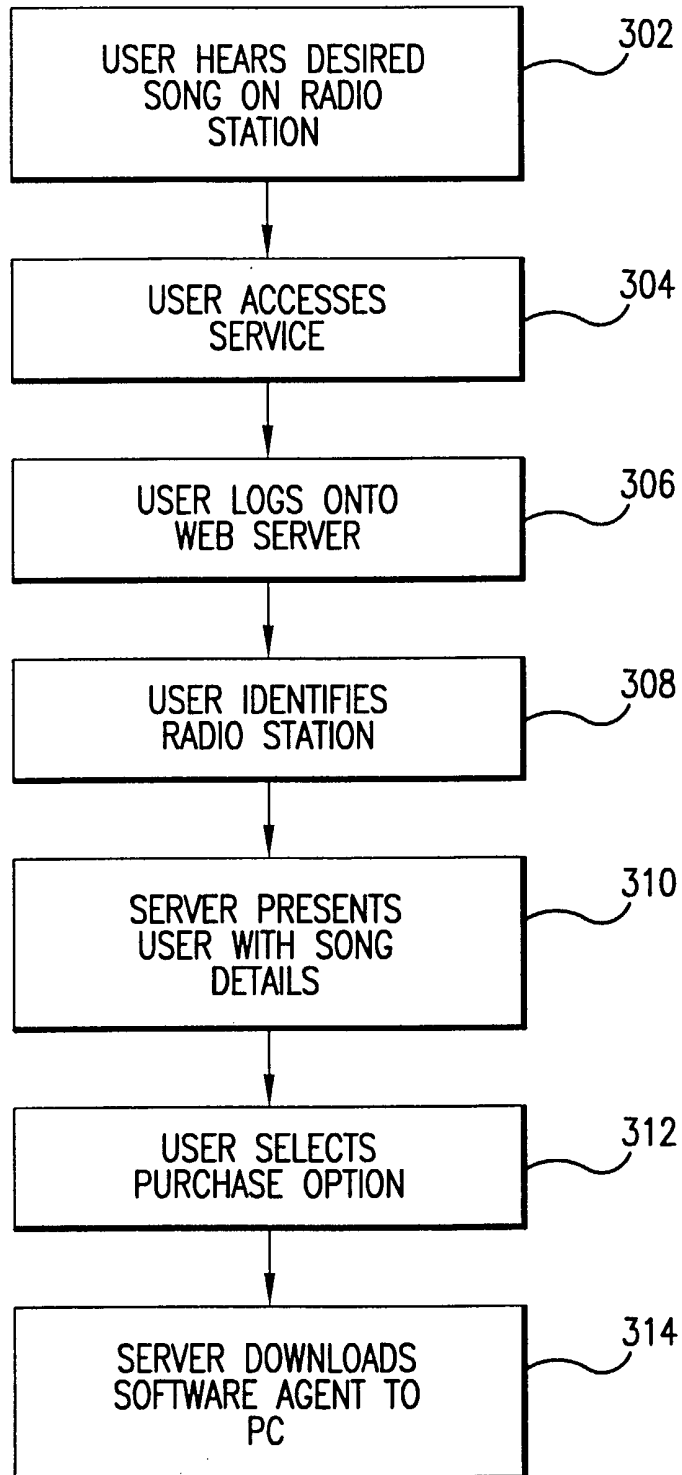 USER HEARS DESIRED
SONG ON RADIO
STATION
302
USER ACCESSES
SERVICE
304
USER LOGS ONTO
WEB SERVER
306
USER IDENTIFIES
RADIO STATION
308
SERVER PRESENTS
USER WITH SONG
DETAILS
310
USER SELECTS
PURCHASE OPTION
312
SERVER DOWNLOADS
SOFTWARE AGENT TO
PC
314